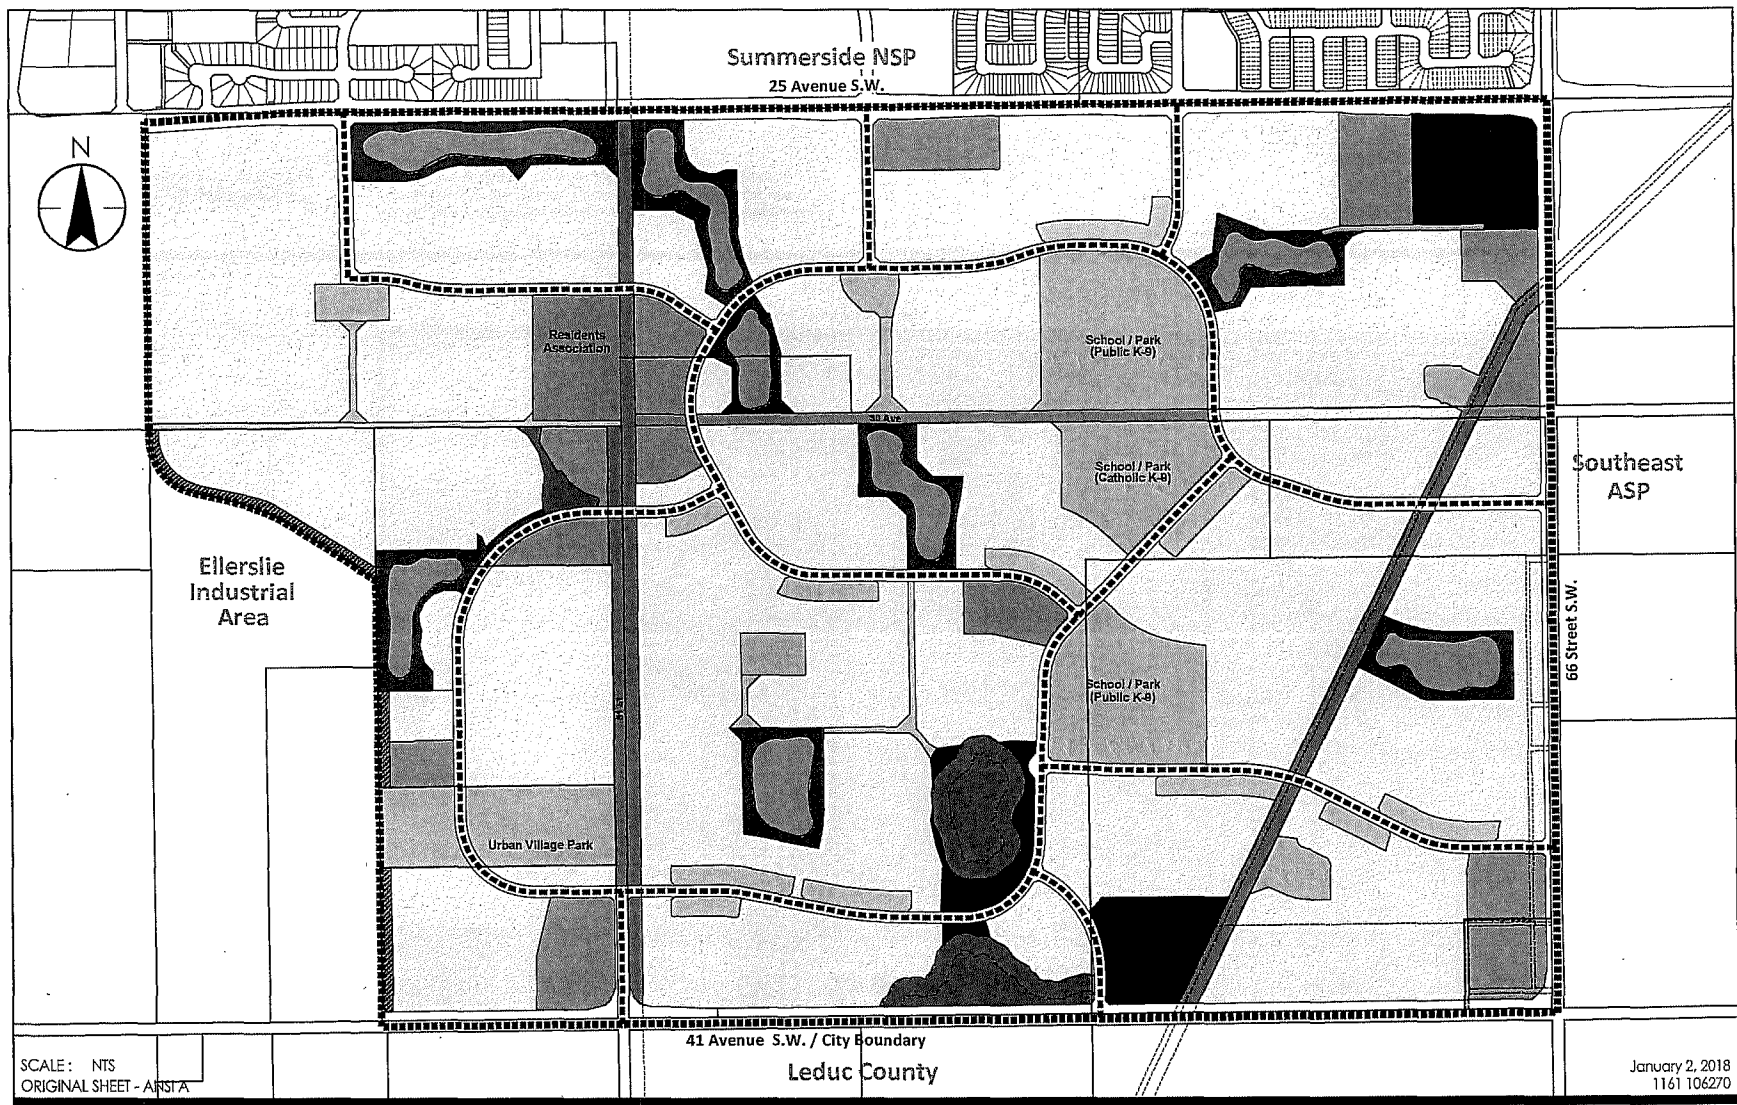 Summerside NSP
25 Avenue S.W.
N
Residents
Association
School / Park
(Public K-9)
30 Ave
School / Park
(Catholic K-9)
Southeast
ASP
Ellerslie
Industrial
Area
66 Street S.W.
School / Park
(Public K-9)
Urban Village Park
41 Avenue S.W. / City Boundary
Leduc County
SCALE : NTS
ORIGINAL SHEET - ANSI A
January 2, 2018
1161 106270